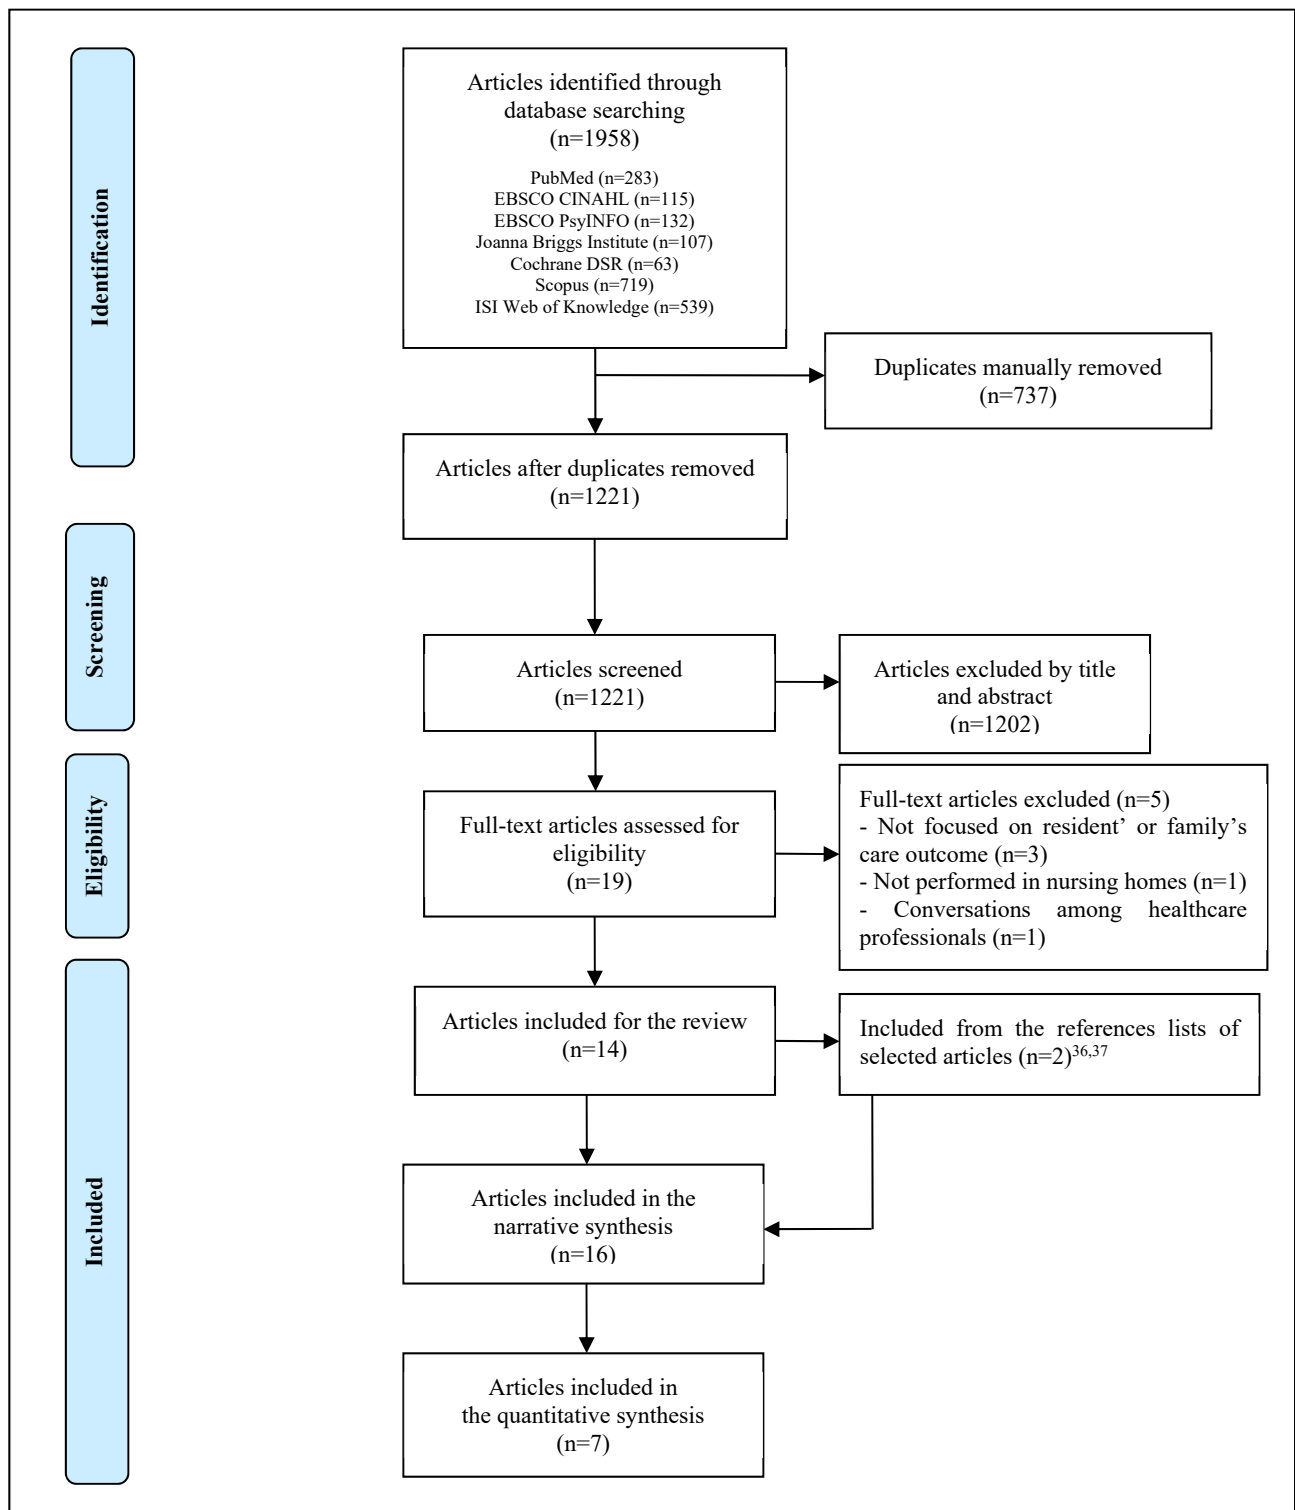 Identification
Articles identified through
database searching
(n=1958)
PubMed (n=283)
EBSCO CINAHL (n=115)
EBSCO PsyINFO (n=132)
Joanna Briggs Institute (n=107)
Cochrane DSR (n=63)
Scopus (n=719)
ISI Web of Knowledge (n=539)
Duplicates manually removed
(n=737)
Articles after duplicates removed
(n=1221)
Screening
Articles screened
(n=1221)
Articles excluded by title
and abstract
(n=1202)
Eligibility
Full-text articles assessed for
eligibility
(n=19)
Full-text articles excluded (n=5)
- Not focused on resident’ or family’s
care outcome (n=3)
- Not performed in nursing homes (n=1)
- Conversations among healthcare
professionals (n=1)
Included
Articles included for the review
(n=14)
Included from the references lists of
selected articles (n=2)36,37
Articles included in the
narrative synthesis
(n=16)
Articles included in
the quantitative synthesis
(n=7)